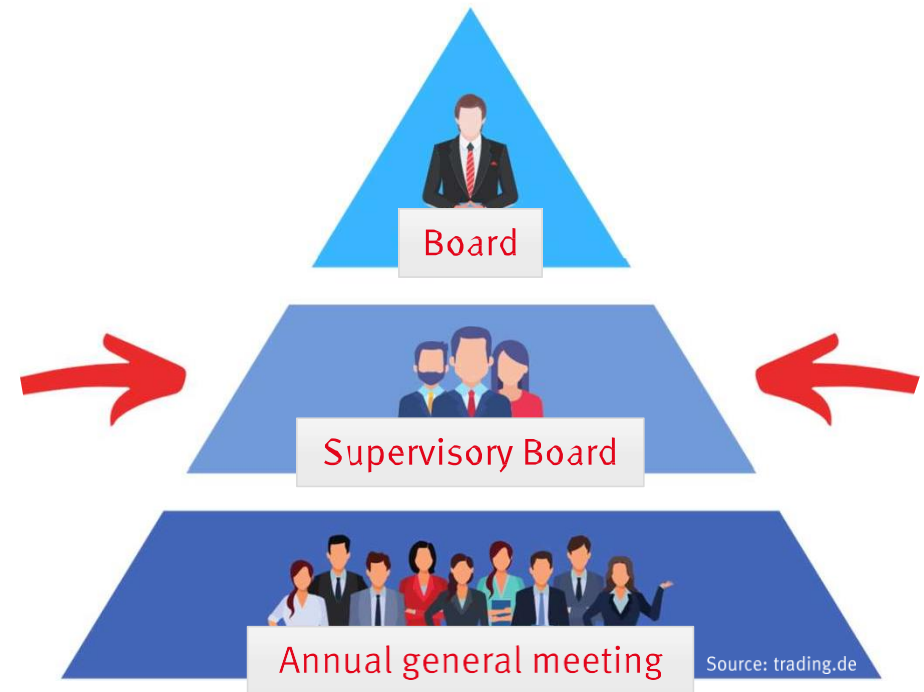 Board
Supervisory Board
Annual general meeting
Source: trading.de